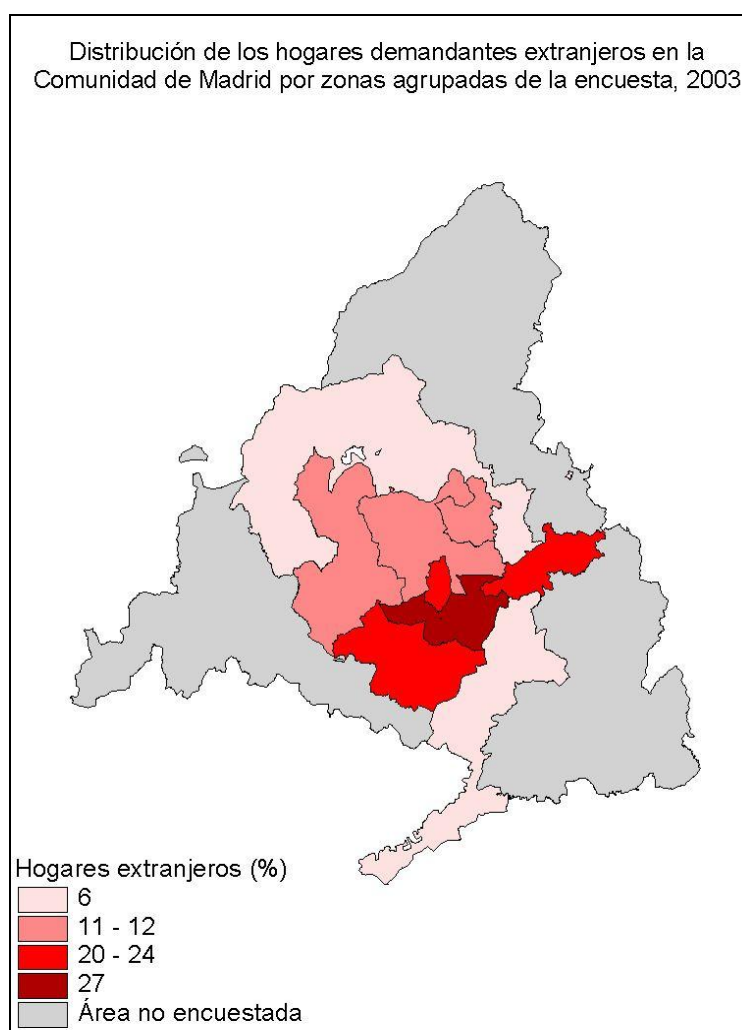 Distribución de los hogares demandantes extranjeros en la
Comunidad de Madrid por zonas agrupadas de la encuesta, 2003
Hogares extranjeros (%)
6
11 - 12
20 - 24
27
Área no encuestada